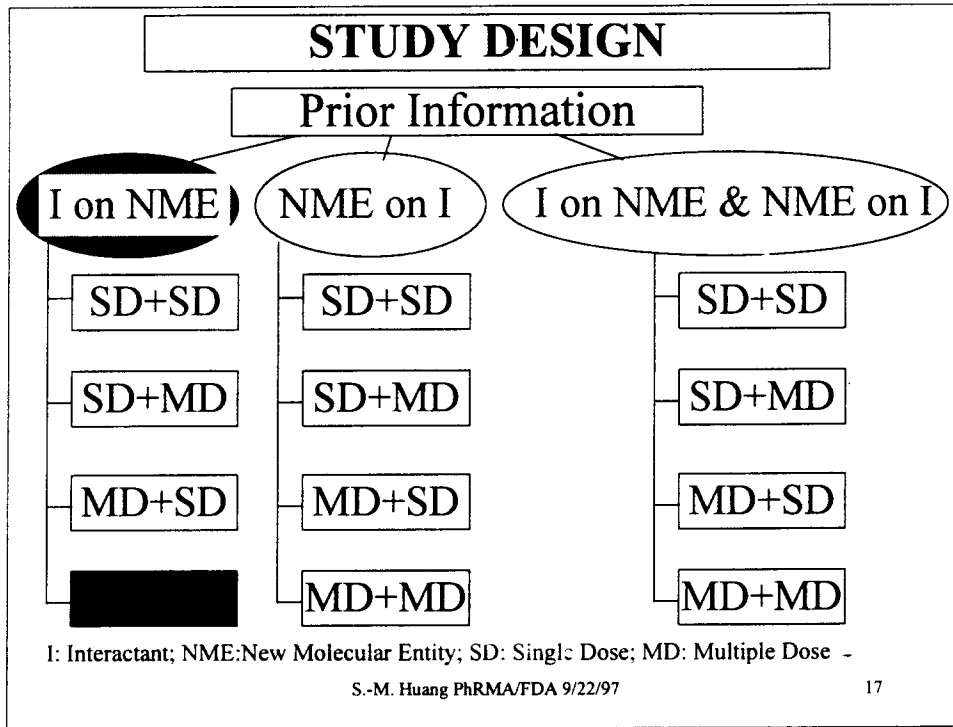 STUDY DESIGN
Prior Information
I on NME
NME on I
I on NME & NME on I
SD+SD
SD+SD
SD+SD
SD+MD
SD+MD
SD+MD
MD+SD
MD+SD
MD+SD
MD+MD
MD+MD
I: Interactant; NME:New Molecular Entity; SD: Single Dose; MD: Multiple Dose
S.-M. Huang PhRMA/FDA 9/22/97
17